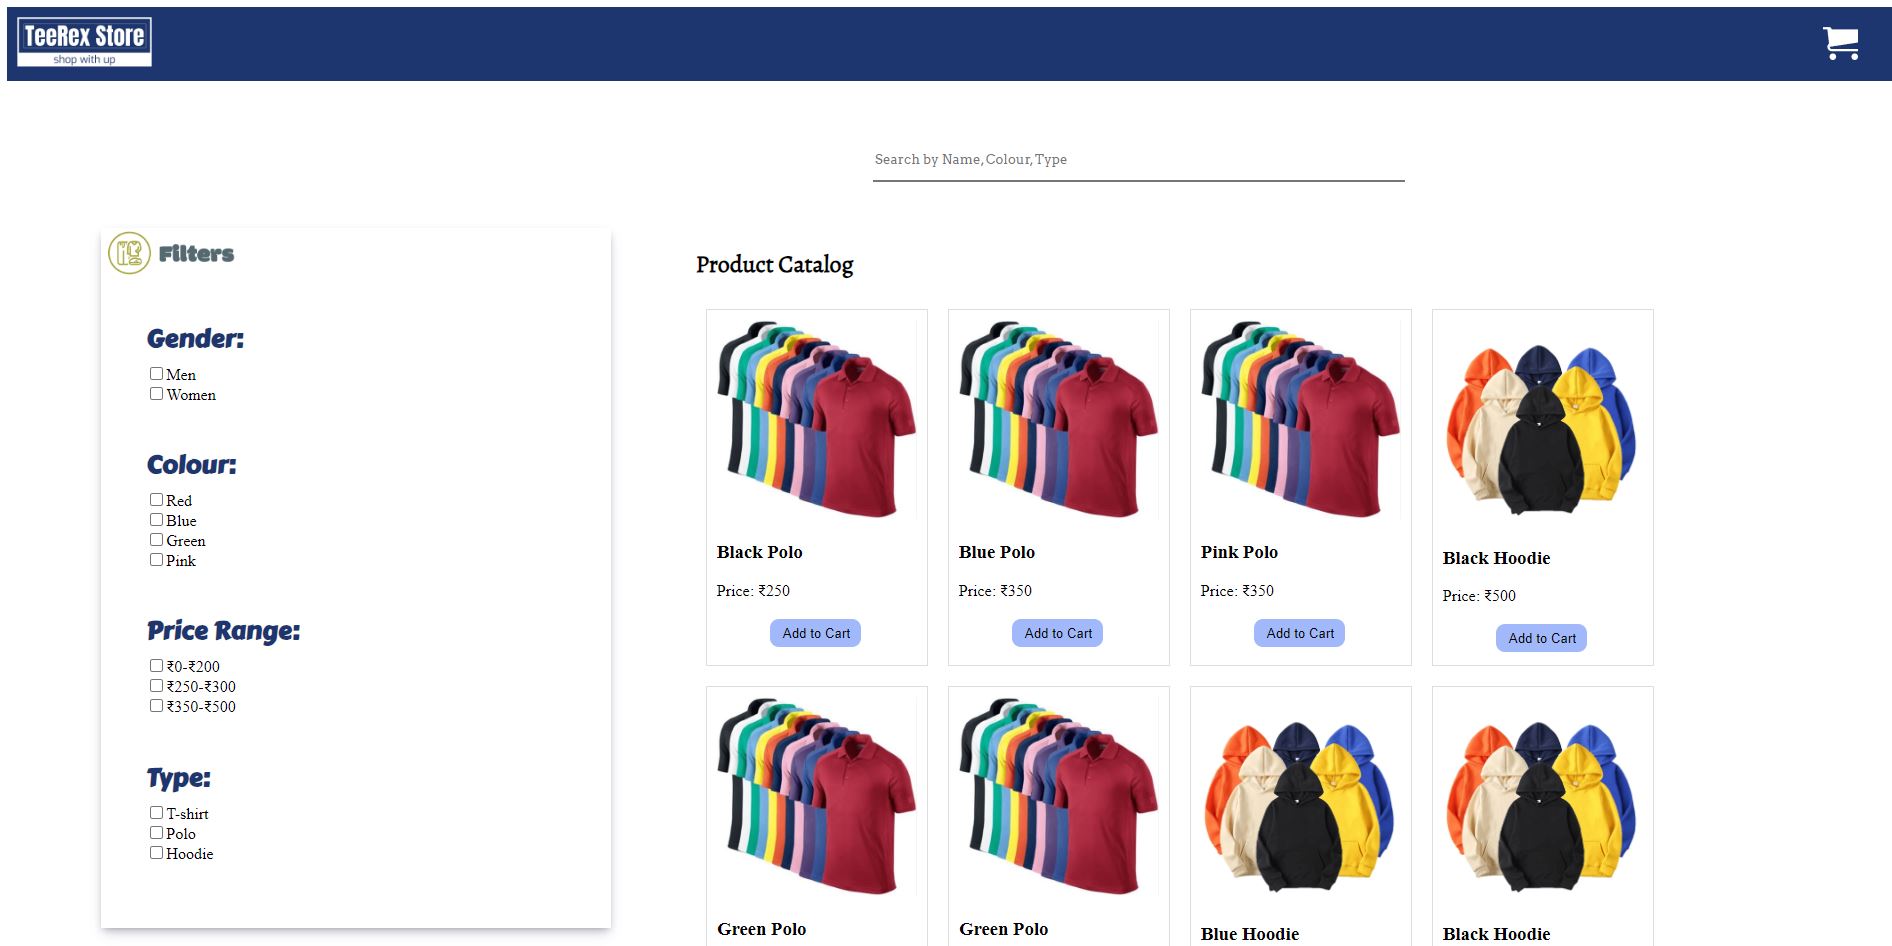 TeeRex Store
shop with up
Search by Name, Colour, Type
Filters
Gender:
Men
Women
Colour:
Red
Blue
Green
Pink
Price Range:
₹0-₹200
₹250-₹300
₹350-₹500
Type:
T-shirt
Polo
Hoodie
Product Catalog
Black Polo
Price: ₹250
Add to Cart
Blue Polo
Price: ₹350
Add to Cart
Pink Polo
Price: ₹350
Add to Cart
Black Hoodie
Price: ₹500
Add to Cart
Green Polo
Green Polo
Blue Hoodie
Black Hoodie